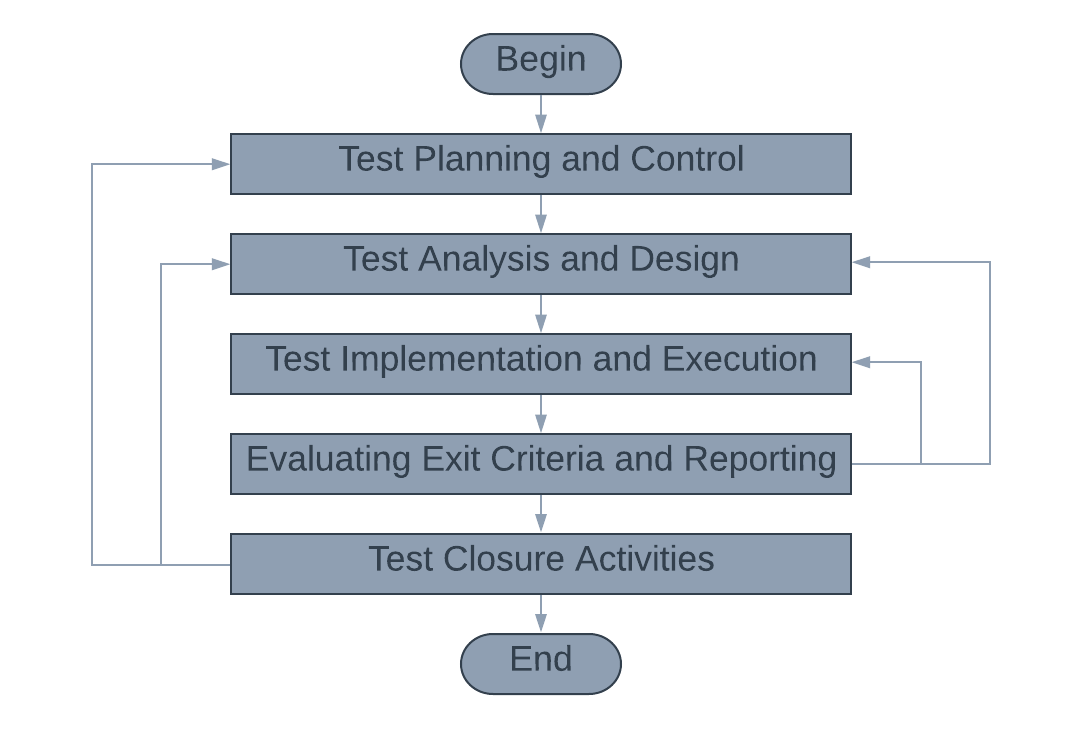 Begin
Test Planning and Control
Test Analysis and Design
Test Implementation and Execution
Evaluating Exit Criteria and Reporting
Test Closure Activities
End